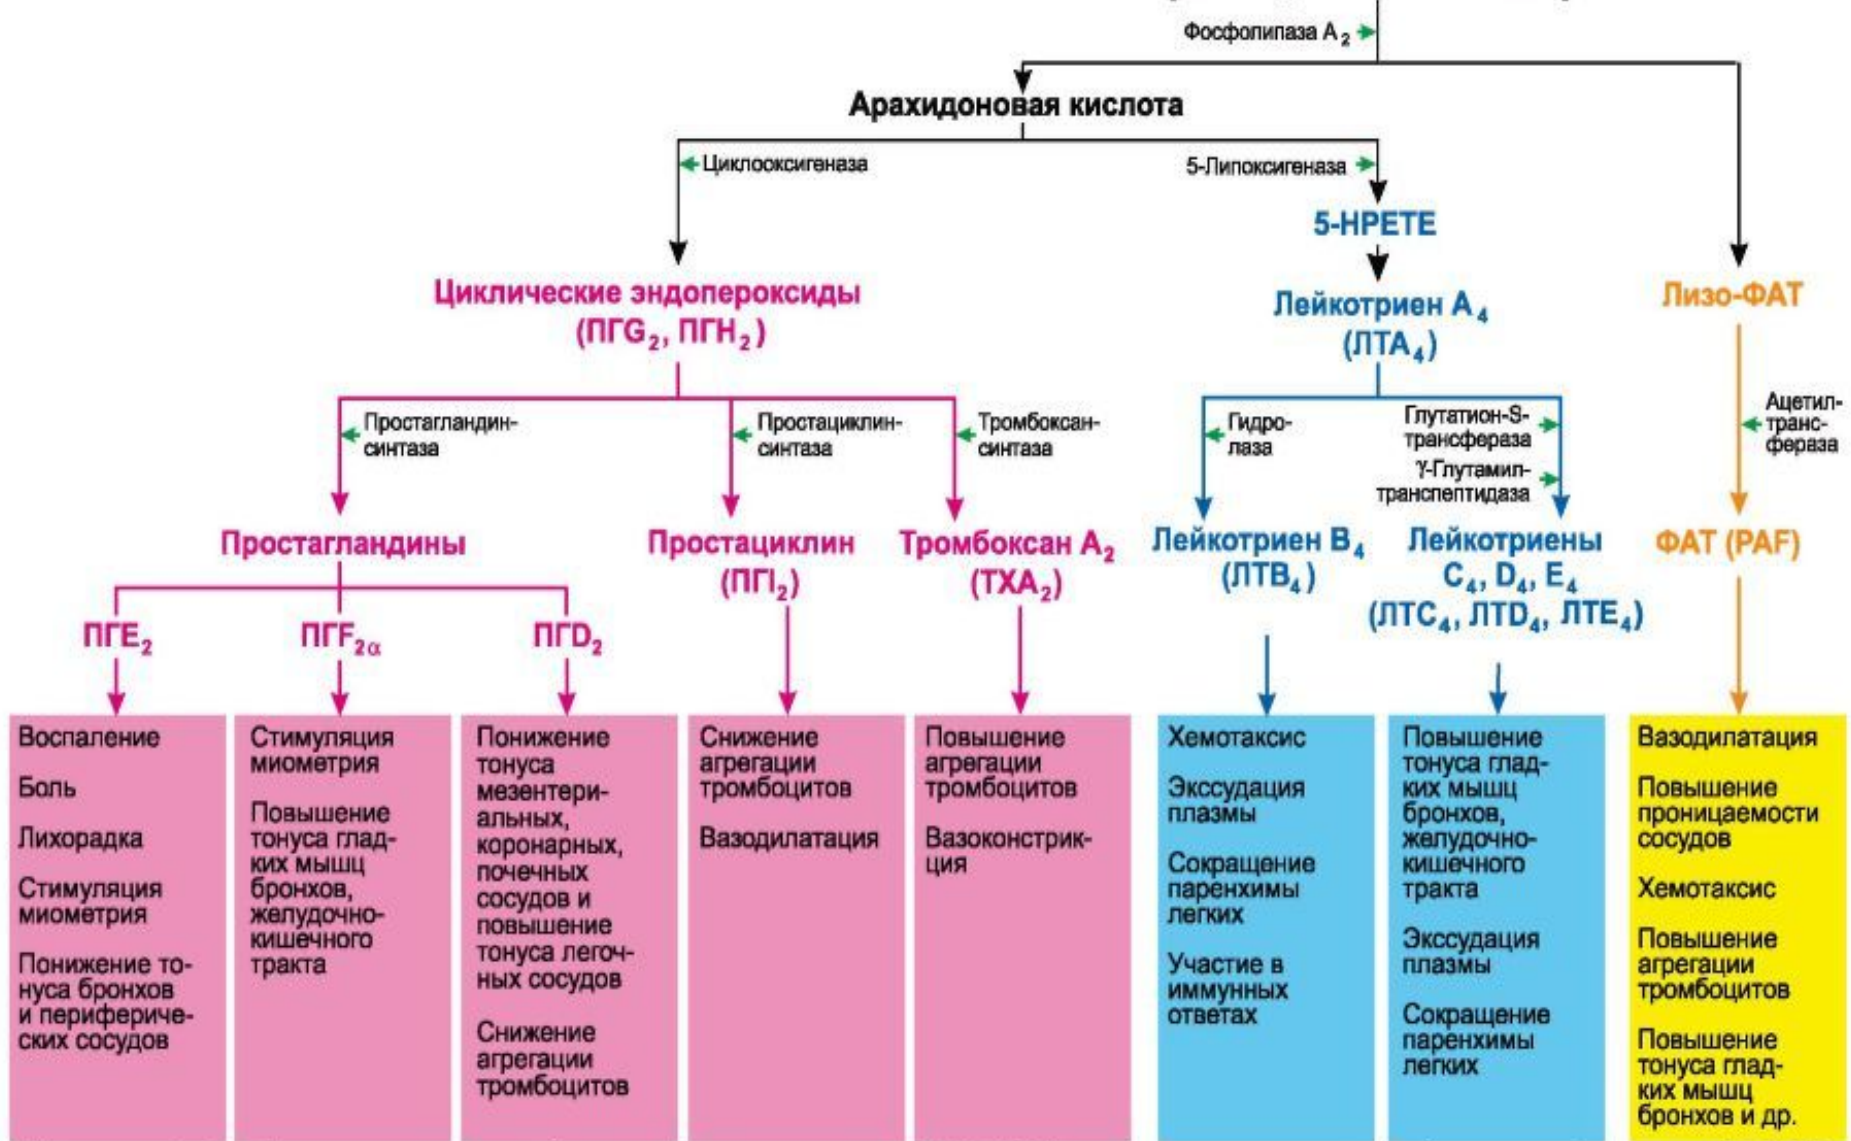 Фосфолипаза А2
Арахидоновая кислота
Циклооксигеназа
5-Липоксигеназа
5-HPETE
Циклические эндопероксиды
(ПГG2, ПГH2)
Лейкотриен А4
(ЛТА4)
Лизо-ФАТ
Простагландин-
синтаза
Простациклин-
синтаза
Тромбоксан-
синтаза
Гидро-
лаза
Глутатион-S-
трансфераза
γ-Глутамил-
транспептидаза
Ацетил-
транс-
фераза
Простагландины
Простациклин
(ПГI2)
Тромбоксан А2
(ТХА2)
Лейкотриен В4
(ЛТВ4)
Лейкотриены
С4, D4, Е4
(ЛТС4, ЛТD4, ЛТЕ4)
ФАТ (PAF)
ПГЕ2
ПГF2α
ПГD2
Воспаление
Боль
Лихорадка
Стимуляция
миометрия
Понижение то-
нуса бронхов
и перифериче-
ских сосудов
Стимуляция
миометрия
Повышение
тонуса глад-
ких мышц
бронхов,
желудочно-
кишечного
тракта
Понижение
тонуса
мезентери-
альных,
коронарных,
почечных
сосудов и
повышение
тонуса легоч-
ных сосудов
Снижение
агрегации
тромбоцитов
Снижение
агрегации
тромбоцитов
Вазодилатация
Повышение
агрегации
тромбоцитов
Вазоконстрик-
ция
Хемотаксис
Экссудация
плазмы
Сокращение
паренхимы
легких
Участие в
иммунных
ответах
Повышение
тонуса глад-
ких мышц
бронхов,
желудочно-
кишечного
тракта
Экссудация
плазмы
Сокращение
паренхимы
легких
Вазодилатация
Повышение
проницаемости
сосудов
Хемотаксис
Повышение
агрегации
тромбоцитов
Повышение
тонуса глад-
ких мышц
бронхов и др.